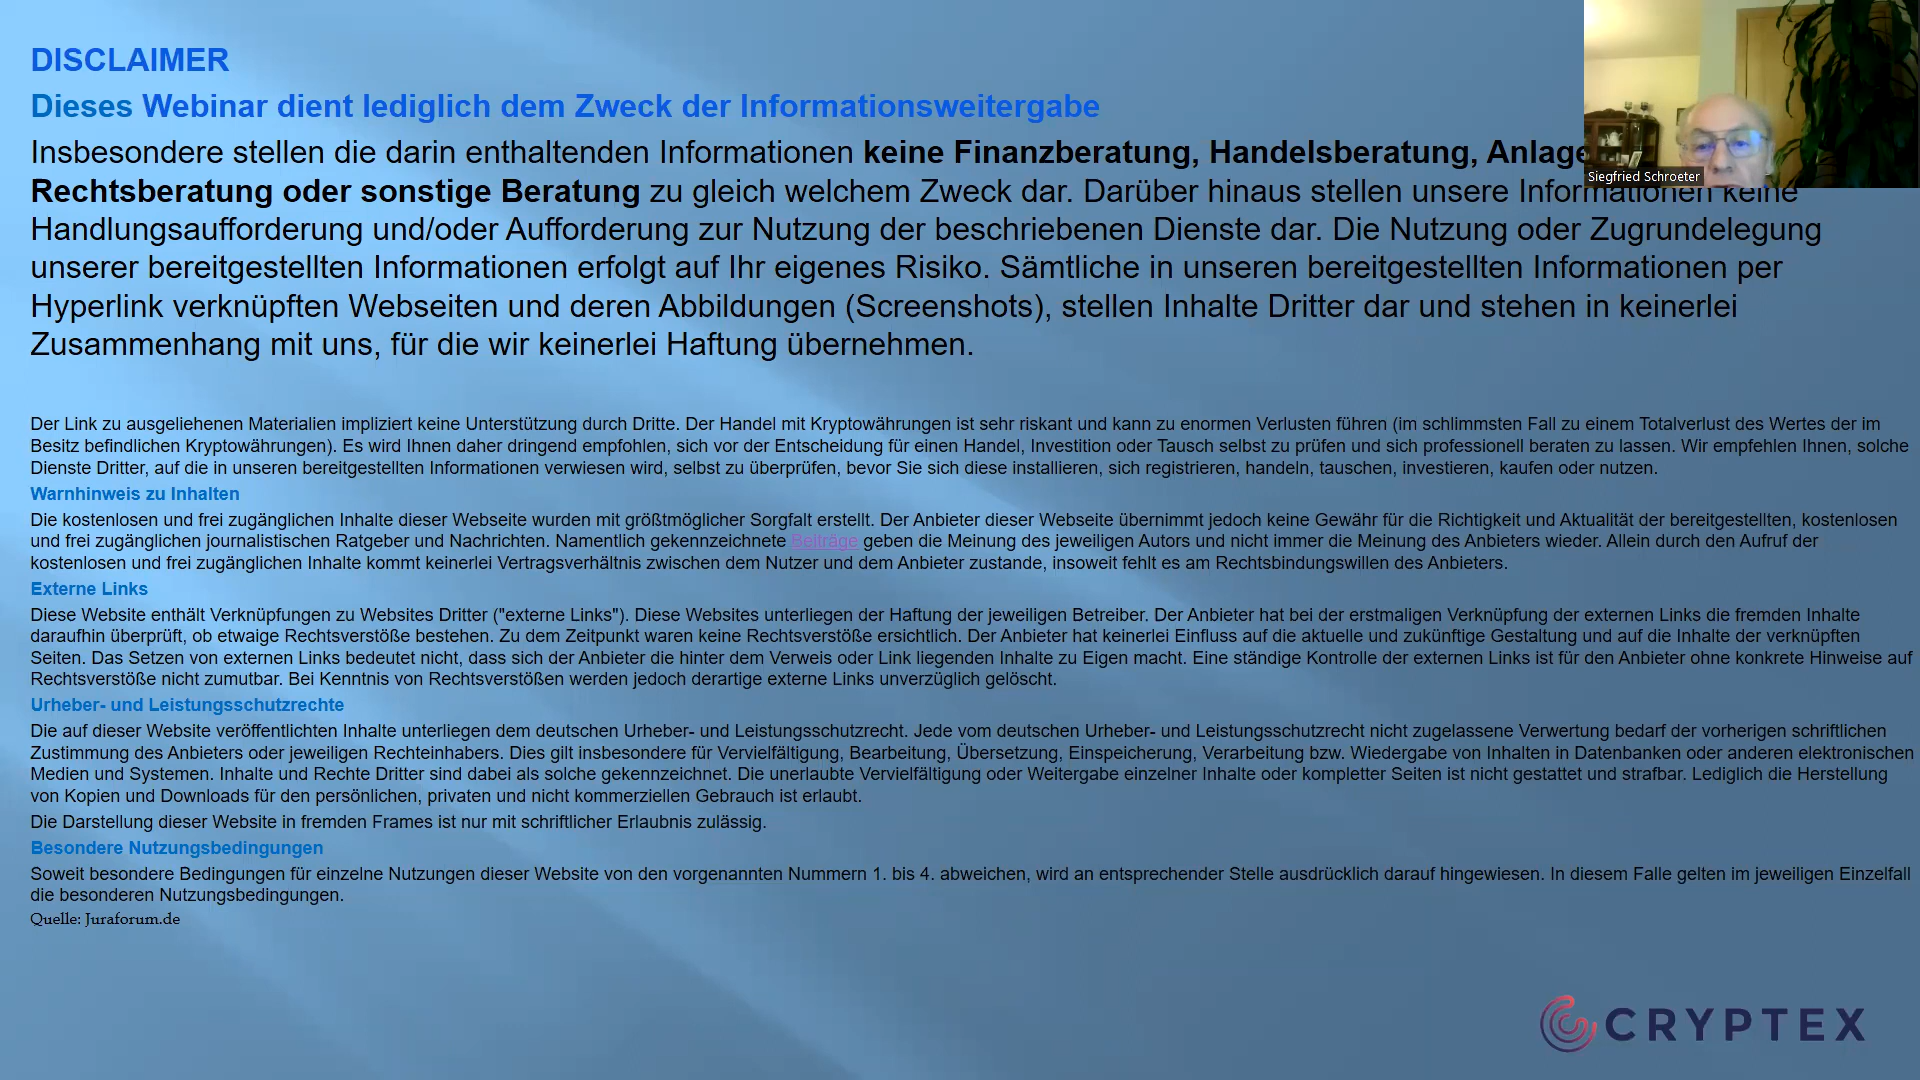 DISCLAIMER
Dieses Webinar dient lediglich dem Zweck der Informationsweitergabe
Insbesondere stellen die darin enthaltenden Informationen keine Finanzberatung, Handelsberatung,
Rechtsberatung oder sonstige Beratung zu gleich welchem Zweck dar. Darüber hinaus stellen unsere Informationen keine
Handlungsaufforderung und/oder Aufforderung zur Nutzung der beschriebenen Dienste dar. Die Nutzung oder Zugrundelegung
unserer bereitgestellten Informationen erfolgt auf Ihr eigenes Risiko. Sämtliche in unseren bereitgestellten Informationen per
Hyperlink verknüpften Webseiten und deren Abbildungen (Screenshots), stellen Inhalte Dritter dar und stehen in keinerlei
Zusammenhang mit uns, für die wir keinerlei Haftung übernehmen.
Siegfried Schroeter
Der Link zu ausgeliehenen Materialien impliziert keine Unterstützung durch Dritte. Der Handel mit Kryptowährungen ist sehr riskant und kann zu enormen Verlusten führen (im schlimmsten Fall zu einem Totalverlust des Wertes der im
Besitz befindlichen Kryptowährungen). Es wird Ihnen daher dringend empfohlen, sich vor der Entscheidung für einen Handel, Investition oder Tausch selbst zu prüfen und sich professionell beraten zu lassen. Wir empfehlen Ihnen, solche
Dienste Dritter, auf die in unseren bereitgestellten Informationen verwiesen wird, selbst zu überprüfen, bevor Sie sich diese installieren, sich registrieren, handeln, tauschen, investieren, kaufen oder nutzen.
Warnhinweis zu Inhalten
Die kostenlosen und frei zugänglichen Inhalte dieser Webseite wurden mit größtmöglicher Sorgfalt erstellt. Der Anbieter dieser Webseite übernimmt jedoch keine Gewähr für die Richtigkeit und Aktualität der bereitgestellten, kostenlosen
und frei zugänglichen journalistischen Ratgeber und Nachrichten. Namentlich gekennzeichnete Beiträge geben die Meinung des jeweiligen Autors und nicht immer die Meinung des Anbieters wieder. Allein durch den Aufruf der
kostenlosen und frei zugänglichen Inhalte kommt keinerlei Vertragsverhältnis zwischen dem Nutzer und dem Anbieter zustande, insoweit fehlt es am Rechtsbindungswillen des Anbieters.
Externe Links
Diese Website enthält Verknüpfungen zu Websites Dritter ("externe Links"). Diese Websites unterliegen der Haftung der jeweiligen Betreiber. Der Anbieter hat bei der erstmaligen Verknüpfung der externen Links die fremden Inhalte
daraufhin überprüft, ob etwaige Rechtsverstöße bestehen. Zu dem Zeitpunkt waren keine Rechtsverstöße ersichtlich. Der Anbieter hat keinerlei Einfluss auf die aktuelle und zukünftige Gestaltung und auf die Inhalte der verknüpften
Seiten. Das Setzen von externen Links bedeutet nicht, dass sich der Anbieter die hinter dem Verweis oder Link liegenden Inhalte zu Eigen macht. Eine ständige Kontrolle der externen Links ist für den Anbieter ohne konkrete Hinweise auf
Rechtsverstöße nicht zumutbar. Bei Kenntnis von Rechtsverstößen werden jedoch derartige externe Links unverzüglich gelöscht.
Urheber- und Leistungsschutzrechte
Die auf dieser Website veröffentlichten Inhalte unterliegen dem deutschen Urheber- und Leistungsschutzrecht. Jede vom deutschen Urheber- und Leistungsschutzrecht nicht zugelassene Verwertung bedarf der vorherigen schriftlichen
Zustimmung des Anbieters oder jeweiligen Rechteinhabers. Dies gilt insbesondere für Vervielfältigung, Bearbeitung, Übersetzung, Einspeicherung, Verarbeitung bzw. Wiedergabe von Inhalten in Datenbanken oder anderen elektronischen
Medien und Systemen. Inhalte und Rechte Dritter sind dabei als solche gekennzeichnet. Die unerlaubte Vervielfältigung oder Weitergabe einzelner Inhalte oder kompletter Seiten ist nicht gestattet und strafbar. Lediglich die Herstellung
von Kopien und Downloads für den persönlichen, privaten und nicht kommerziellen Gebrauch ist erlaubt.
Die Darstellung dieser Website in fremden Frames ist nur mit schriftlicher Erlaubnis zulässig.
Besondere Nutzungsbedingungen
Soweit besondere Bedingungen für einzelne Nutzungen dieser Website von den vorgenannten Nummern 1. bis 4. abweichen, wird an entsprechender Stelle ausdrücklich darauf hingewiesen. In diesem Falle gelten im jeweiligen Einzelfall
die besonderen Nutzungsbedingungen.
Quelle: Juraforum.de
CRYPTEX